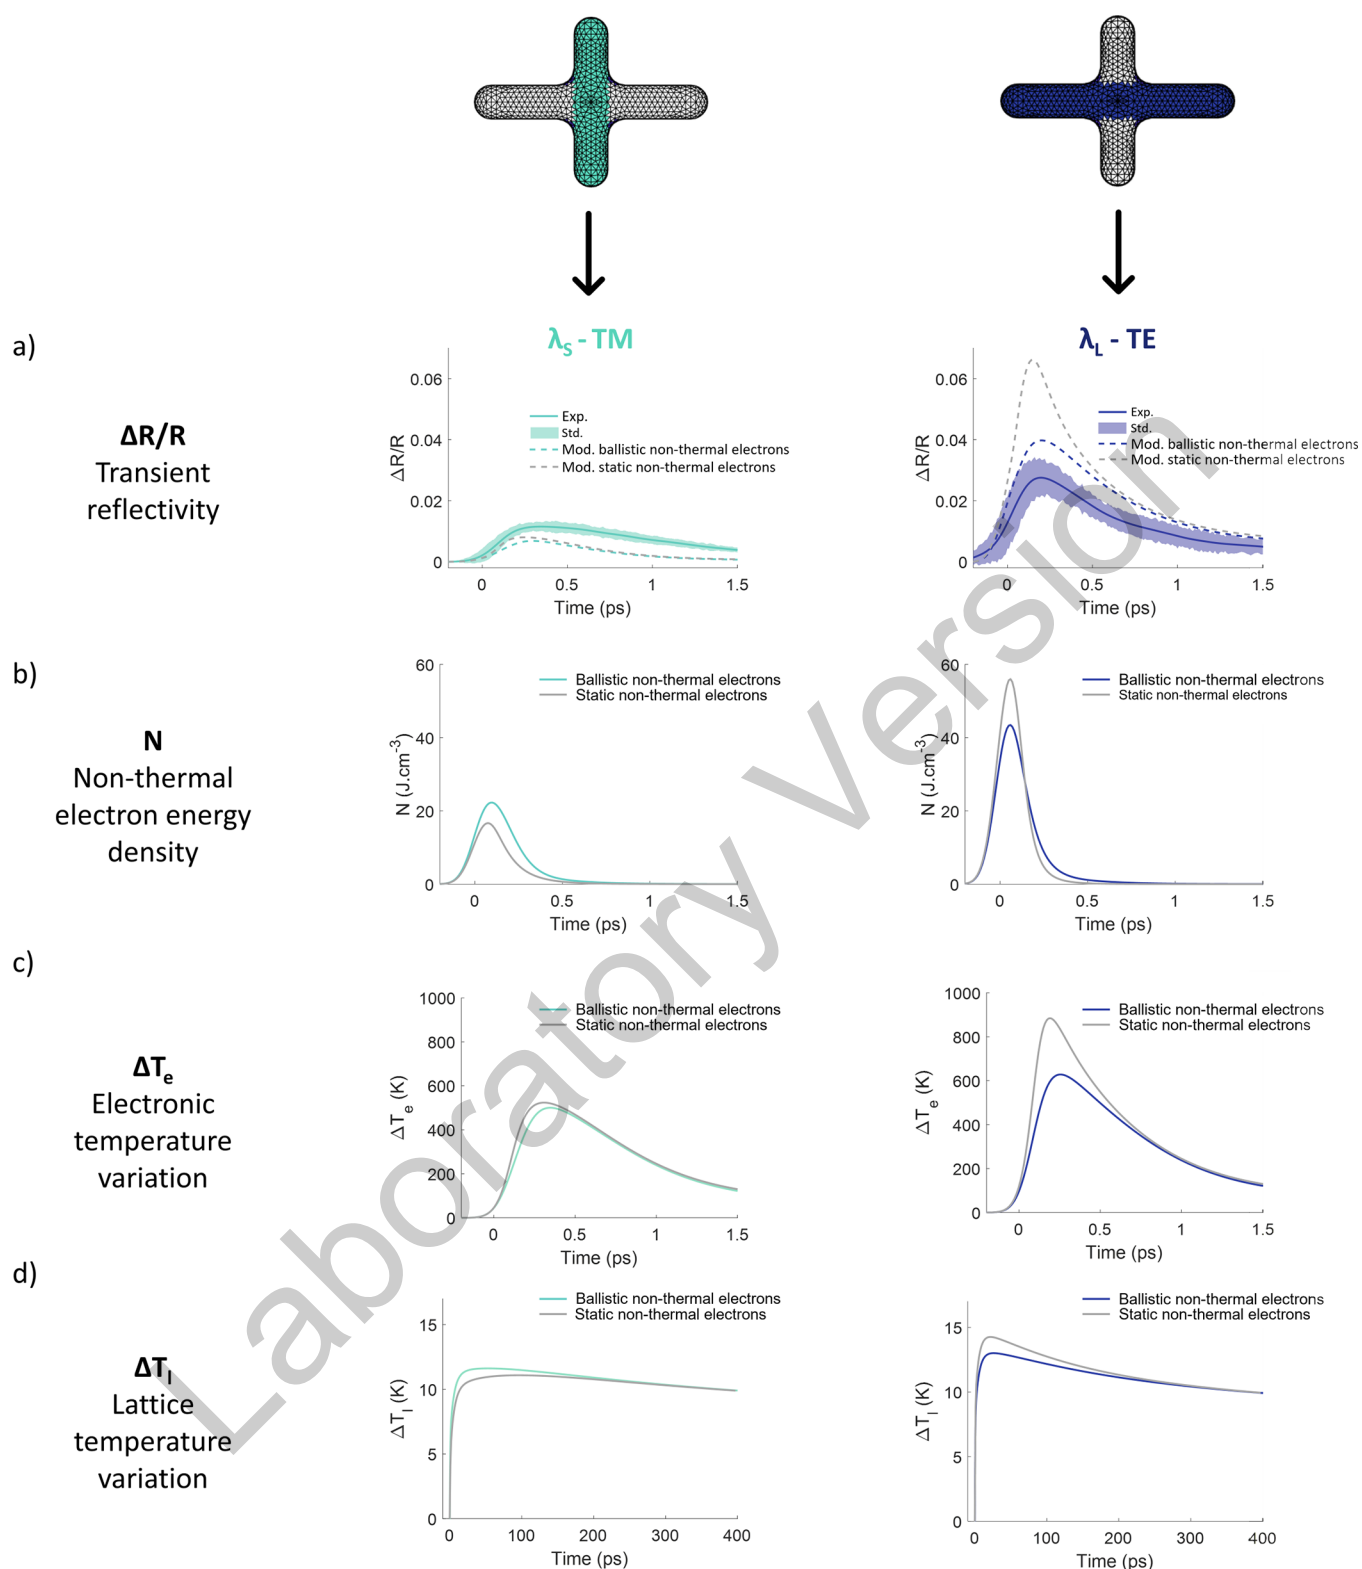 a)
λS - TM
λL - TE
ΔR/R
Transient
reflectivity
ΔR/R
0.06
0.04
0.02
0
Exp.
Std.
Mod. ballistic non-thermal electrons
Mod. static non-thermal electrons
0 0.5 1 1.5
Time (ps)
ΔR/R
0.06
0.04
0.02
0
Exp.
Std.
Mod. ballistic non-thermal electrons
Mod. static non-thermal electrons
0 0.5 1 1.5
Time (ps)
b)
N
Non-thermal
electron energy
density
N (J.cm-3)
60
40
20
0
Ballistic non-thermal electrons
Static non-thermal electrons
0 0.5 1 1.5
Time (ps)
N (J.cm-3)
60
40
20
0
Ballistic non-thermal electrons
Static non-thermal electrons
0 0.5 1 1.5
Time (ps)
c)
ΔTe
Electronic
temperature
variation
ΔTe (K)
1000
800
600
400
200
0
Ballistic non-thermal electrons
Static non-thermal electrons
0 0.5 1 1.5
Time (ps)
ΔTe (K)
1000
800
600
400
200
0
Ballistic non-thermal electrons
Static non-thermal electrons
0 0.5 1 1.5
Time (ps)
d)
ΔTl
Lattice
temperature
variation
ΔTl (K)
15
10
5
0
Ballistic non-thermal electrons
Static non-thermal electrons
0 100 200 300 400
Time (ps)
ΔTl (K)
15
10
5
0
Ballistic non-thermal electrons
Static non-thermal electrons
0 100 200 300 400
Time (ps)
Laboratory Version